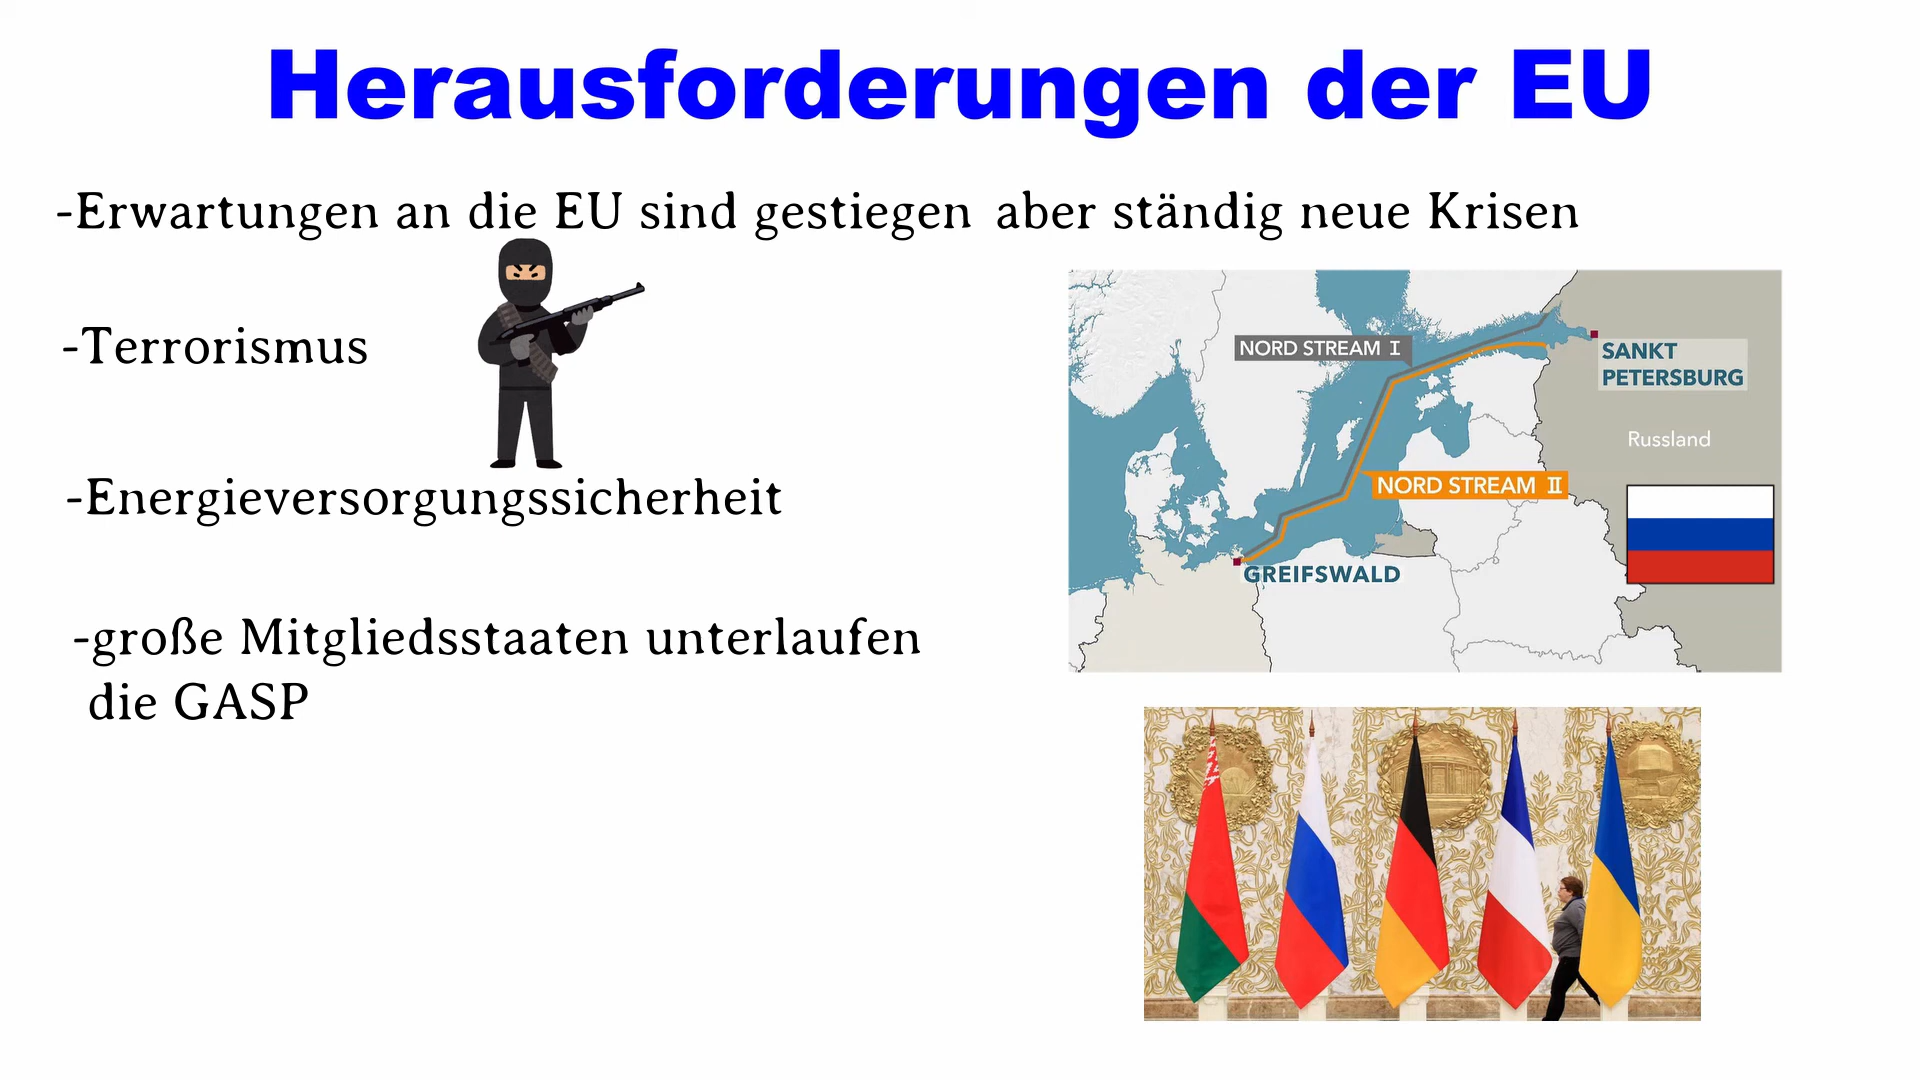 Herausforderungen der EU
-Erwartungen an die EU sind gestiegen aber ständig neue Krisen
-Terrorismus
-Energieversorgungssicherheit
-große Mitgliedsstaaten unterlaufen
die GASP
NORD STREAM I
SANKT
PETERSBURG
Russland
NORD STREAM II
GREIFSWALD